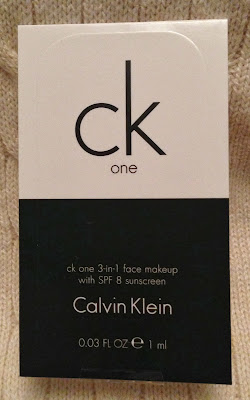 ck
one
ck one 3-in-1 face makeup
with SPF 8 sunscreen
Calvin Klein
0.03 FL OZ ℮ 1 ml